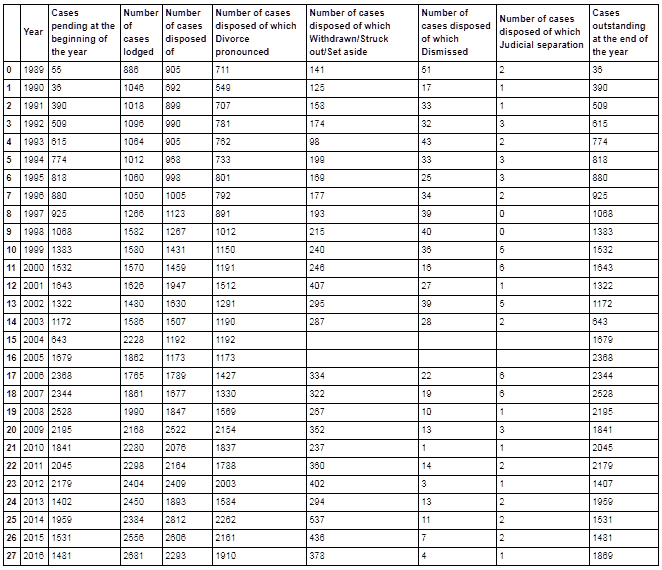 Year
Cases
pending at the
beginning of
the year
Number
of
cases
lodged
Number
of cases
disposed
of
Number of cases
disposed of which
Divorce
pronounced
Number of cases
disposed of which
Withdrawn/Struck
out/Set aside
Number of
cases disposed
of which
Dismissed
Number of cases
disposed of which
Judicial separation
Cases
outstanding
at the end of
the year
0 1989 55 886 905 711 141 51 2 36
1 1990 36 1046 692 549 125 17 1 390
2 1991 390 1018 899 707 158 33 1 509
3 1992 509 1096 990 781 174 32 3 615
4 1993 615 1064 905 762 98 43 2 774
5 1994 774 1012 968 733 199 33 3 818
6 1995 818 1060 998 801 169 25 3 880
7 1996 880 1050 1005 792 177 34 2 925
8 1997 925 1266 1123 891 193 39 0 1068
9 1998 1068 1582 1267 1012 215 40 0 1383
10 1999 1383 1580 1431 1150 240 36 5 1532
11 2000 1532 1570 1459 1191 246 16 6 1643
12 2001 1643 1626 1947 1512 407 27 1 1322
13 2002 1322 1480 1630 1291 295 39 5 1172
14 2003 1172 1586 1507 1190 287 28 2 643
15 2004 643 2228 1192 1192 1679
16 2005 1679 1862 1173 1173 2368
17 2006 2368 1765 1789 1427 334 22 6 2344
18 2007 2344 1861 1677 1330 322 19 6 2528
19 2008 2528 1990 1847 1569 267 10 1 2195
20 2009 2195 2168 2522 2154 352 13 3 1841
21 2010 1841 2280 2076 1837 237 1 1 2045
22 2011 2045 2298 2164 1788 360 14 2 2179
23 2012 2179 2404 2409 2003 402 3 1 1407
24 2013 1402 2450 1893 1584 294 13 2 1959
25 2014 1959 2384 2812 2262 537 11 2 1531
26 2015 1531 2556 2606 2161 436 7 2 1481
27 2016 1481 2681 2293 1910 378 4 1 1869